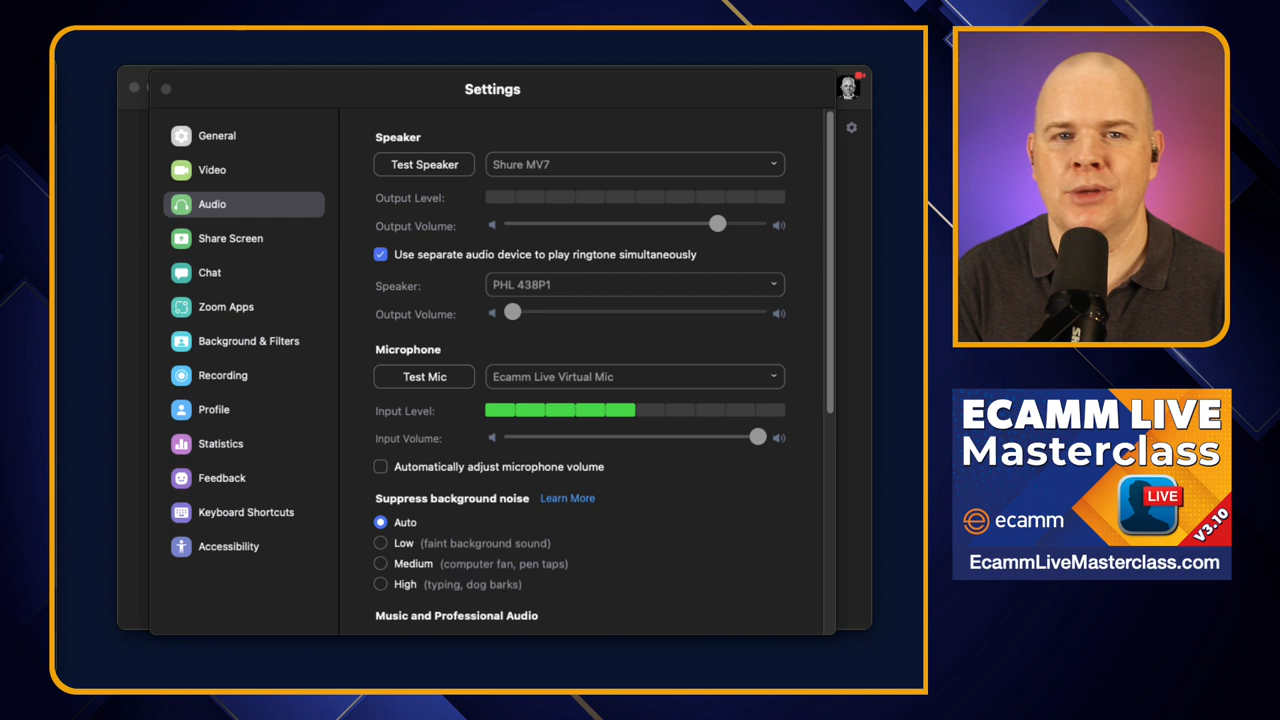 Settings
General
Video
Audio
Share Screen
Chat
Zoom Apps
Background & Filters
Recording
Profile
Statistics
Feedback
Keyboard Shortcuts
Accessibility
Speaker
Test Speaker
Shure MV7
Output Level:
Output Volume:
Use separate audio device to play ringtone simultaneously
Speaker:
PHL 438P1
Output Volume:
Microphone
Test Mic
Ecamm Live Virtual Mic
Input Level:
Input Volume:
Automatically adjust microphone volume
Suppress background noise Learn More
Auto
Low (faint background sound)
Medium (computer fan, pen taps)
High (typing, dog barks)
Music and Professional Audio
ECAMM LIVE
Masterclass
LIVE
ecamm
V3.10
EcammLiveMasterclass.com